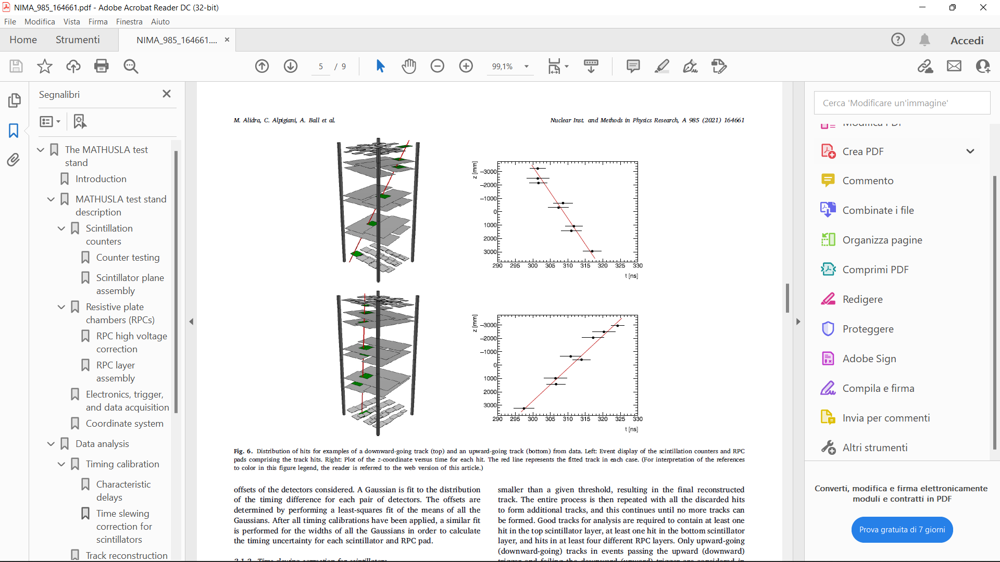 NIMA_985_164661.pdf - Adobe Acrobat Reader DC (32-bit)
File Modifica Vista Firma Finestra Aiuto
Home Strumenti NIMA_985_164661.... ×
Accedi
5 / 9 99,1%
Segnalibri
The MATHUSLA test
stand
Introduction
MATHUSLA test stand
description
Scintillation
counters
Counter testing
Scintillator plane
assembly
Resistive plate
chambers (RPCs)
RPC high voltage
correction
RPC layer
assembly
Electronics, trigger,
and data acquisition
Coordinate system
Data analysis
Timing calibration
Characteristic
delays
Time slewing
correction for
scintillators
Track reconstruction
M. Alidra, C. Alpigiani, A. Ball et al.
Nuclear Inst. and Methods in Physics Research, A 985 (2021) 164661
z [mm]
−3000
−2000
−1000
0
1000
2000
3000
290 295 300 305 310 315 320 325 330
t [ns]
z [mm]
−3000
−2000
−1000
0
1000
2000
3000
290 295 300 305 310 315 320 325 330
t [ns]
Fig. 6. Distribution of hits for examples of a downward-going track (top) and an upward-going track (bottom) from data. Left: Event display of the scintillation counters and RPC
pads comprising the track hits. Right: Plot of the z-coordinate versus time for each hit. The red line represents the fitted track in each case. (For interpretation of the references
to color in this figure legend, the reader is referred to the web version of this article.)
offsets of the detectors considered. A Gaussian is fit to the distribution
of the timing difference for each pair of detectors. The offsets are
determined by performing a least-squares fit of the means of all the
Gaussians. After all timing calibrations have been applied, a similar fit
is performed for the widths of all the Gaussians in order to calculate
the timing uncertainty for each scintillator and RPC pad.
smaller than a given threshold, resulting in the final reconstructed
track. The entire process is then repeated with all the discarded hits
to form additional tracks, and this continues until no more tracks can
be formed. Good tracks for analysis are required to contain at least one
hit in the top scintillator layer, at least one hit in the bottom scintillator
layer, and hits in at least four different RPC layers. Only upward-going
(downward-going) tracks in events passing the upward (downward)
Cerca 'Modificare un'immagine'
Modifica PDF
Crea PDF
Commento
Combinate i file
Organizza pagine
Comprimi PDF
Redigere
Proteggere
Adobe Sign
Compila e firma
Invia per commenti
Altri strumenti
Converti, modifica e firma elettronicamente
moduli e contratti in PDF
Prova gratuita di 7 giorni